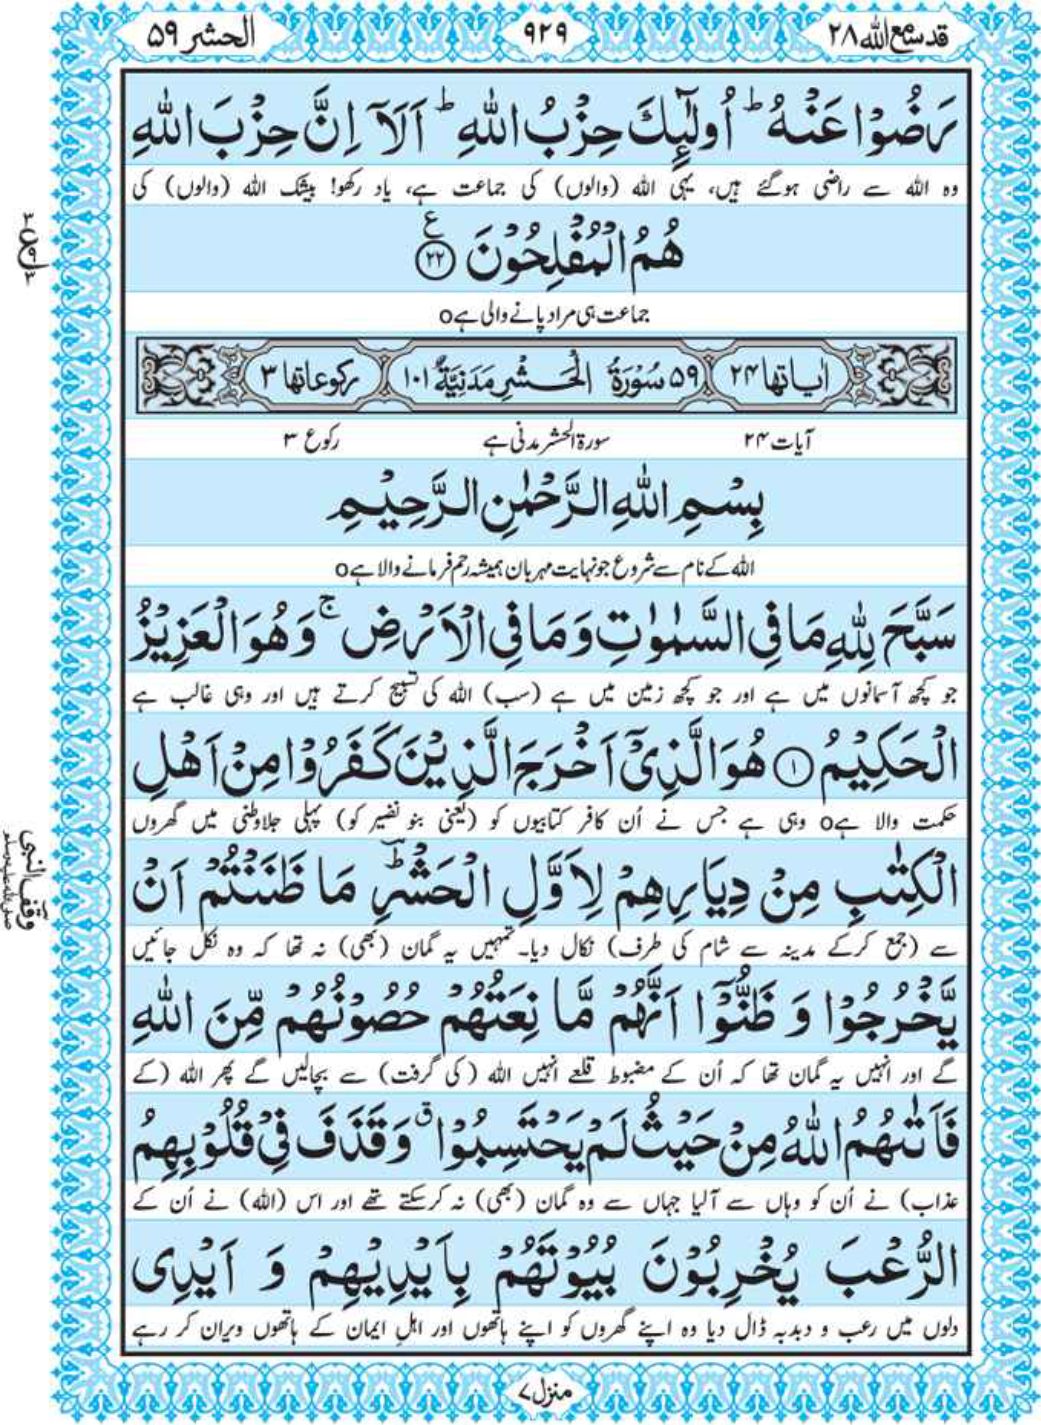 قد سمع الله ٢٨
٩٢٩
الحشر ٥٩
رَضُوْا عَنْهُ ؕ اُولٰٓئِكَ حِزْبُ اللّٰهِ ؕ اَلَاۤ اِنَّ حِزْبَ اللّٰهِ
وہ اللہ سے راضی ہوگئے ہیں، یہی اللہ (والوں) کی جماعت ہے، یاد رکھو! بیشک اللہ (والوں) کی
هُمُ الْمُفْلِحُوْنَ ۧ ﴿٢٢﴾
جماعت ہی مراد پانے والی ہےo
اٰیاتها ٢٤ ٥٩ سُوْرَةُ الْحَشْرِ مَدَنِيَّةٌ ١٠١ رکوعاتها ٣
آیات ۲۴ سورۃ الحشر مدنی ہے رکوع ۳
بِسْمِ اللّٰهِ الرَّحْمٰنِ الرَّحِيْمِ
اللہ کے نام سے شروع جو نہایت مہربان ہمیشہ رحم فرمانے والا ہےo
سَبَّحَ لِلّٰهِ مَا فِي السَّمٰوٰتِ وَمَا فِي الْاَرْضِ ۚ وَهُوَ الْعَزِيْزُ
جو کچھ آسمانوں میں ہے اور جو کچھ زمین میں ہے (سب) اللہ کی تسبیح کرتے ہیں اور وہی غالب ہے
الْحَكِيْمُ ﴿١﴾ هُوَ الَّذِيْۤ اَخْرَجَ الَّذِيْنَ كَفَرُوْا مِنْ اَهْلِ
حکمت والا ہےo وہی ہے جس نے اُن کافر کتابیوں کو (یعنی بنو نضیر کو) پہلی جلاوطنی میں گھروں
الْكِتٰبِ مِنْ دِيَارِهِمْ لِاَوَّلِ الْحَشْرِ ؔؕ مَا ظَنَنْتُمْ اَنْ
سے (جمع کرکے مدینہ سے شام کی طرف) نکال دیا۔ تمہیں یہ گمان (بھی) نہ تھا کہ وہ نکل جائیں
يَّخْرُجُوْا وَ ظَنُّوْۤا اَنَّهُمْ مَّا نِعَتُهُمْ حُصُوْنُهُمْ مِّنَ اللّٰهِ
گے اور انہیں یہ گمان تھا کہ اُن کے مضبوط قلعے انہیں اللہ (کی گرفت) سے بچالیں گے پھر اللہ (کے
فَاَتٰىهُمُ اللّٰهُ مِنْ حَيْثُ لَمْ يَحْتَسِبُوْا ۗ وَقَذَفَ فِيْ قُلُوْبِهِمُ
عذاب) نے اُن کو وہاں سے آلیا جہاں سے وہ گمان (بھی) نہ کرسکتے تھے اور اس (اللہ) نے اُن کے
الرُّعْبَ يُخْرِبُوْنَ بُيُوْتَهُمْ بِاَيْدِيْهِمْ وَ اَيْدِی
دلوں میں رعب و دبدبہ ڈال دیا وہ اپنے گھروں کو اپنے ہاتھوں اور اہلِ ایمان کے ہاتھوں ویران کر رہے
منزل ٧
٣
ع
٩
٣
وقف النبی
صلی اللہ علیہ وسلم